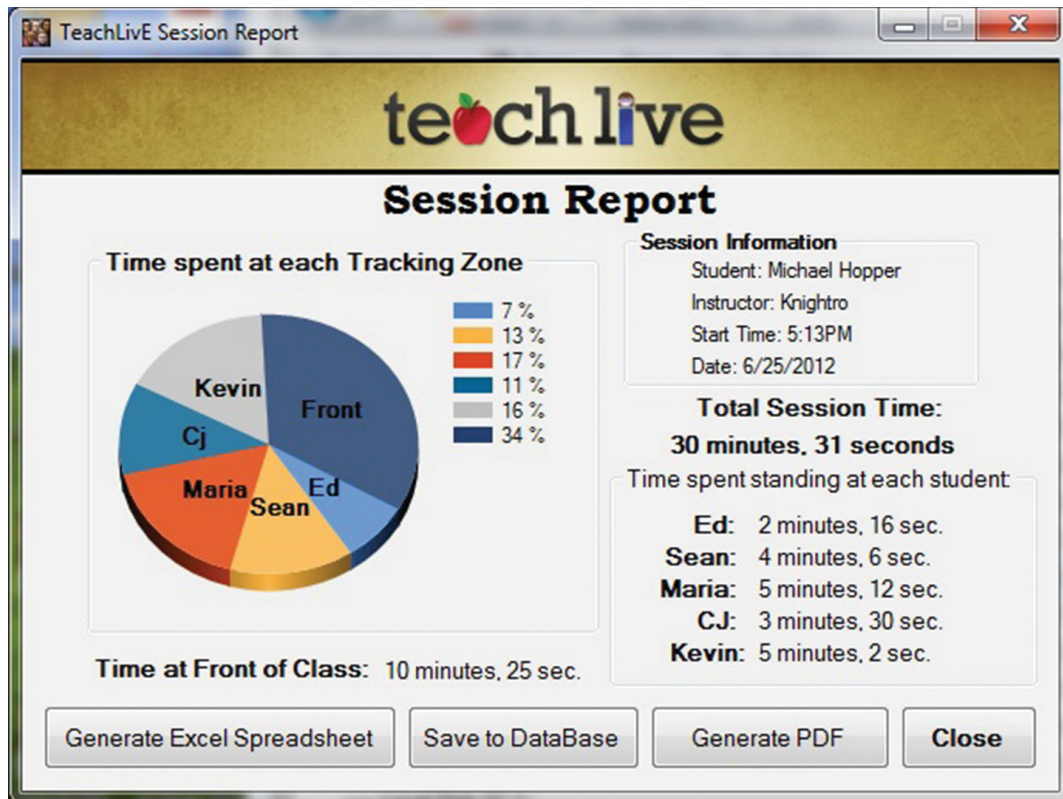 TeachLivE Session Report
teach live
Session Report
Time spent at each Tracking Zone
7 %
13 %
17 %
11 %
16 %
34 %
Kevin
Front
Cj
Maria
Ed
Sean
Time at Front of Class: 10 minutes, 25 sec.
Session Information
Student: Michael Hopper
Instructor: Knightro
Start Time: 5:13PM
Date: 6/25/2012
Total Session Time:
30 minutes, 31 seconds
Time spent standing at each student:
Ed: 2 minutes, 16 sec.
Sean: 4 minutes, 6 sec.
Maria: 5 minutes, 12 sec.
CJ: 3 minutes, 30 sec.
Kevin: 5 minutes, 2 sec.
Generate Excel Spreadsheet
Save to DataBase
Generate PDF
Close